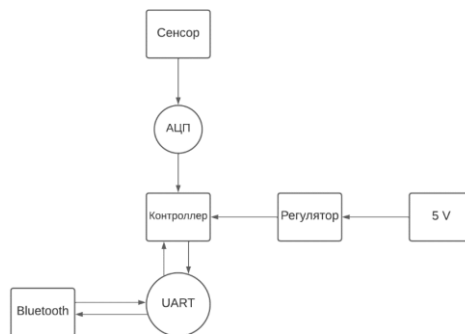 Сенсор
АЦП
Контроллер
Регулятор
5 V
UART
Bluetooth